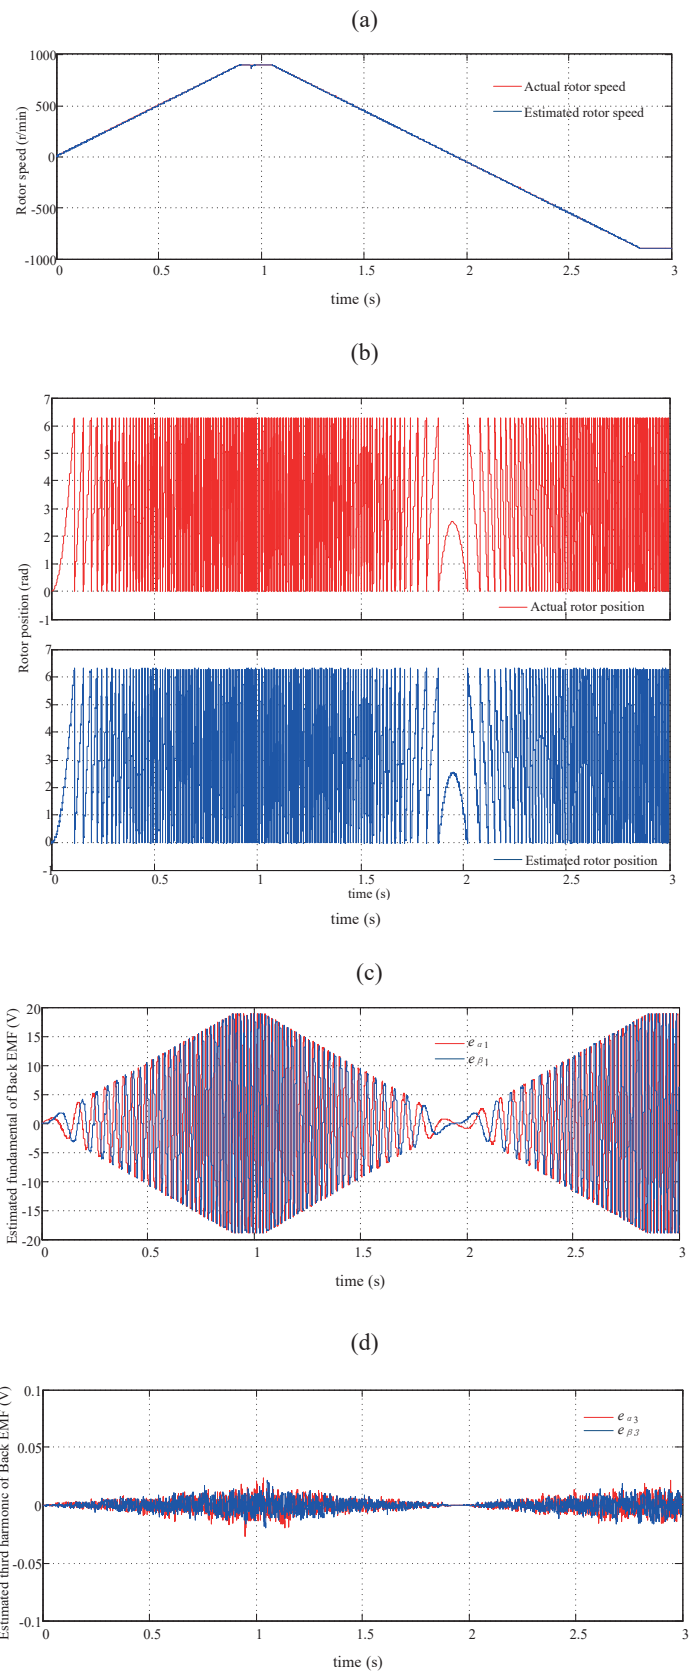 (a)
1000
500
0
-500
-1000
Rotor speed (r/min)
Actual rotor speed
Estimated rotor speed
0 0.5 1 1.5 2 2.5 3
time (s)
(b)
7
6
5
4
3
2
1
0
-1
Actual rotor position
Rotor position (rad)
7
6
5
4
3
2
1
0
-1
Estimated rotor position
0 0.5 1 1.5 2 2.5 3
time (s)
time (s)
(c)
20
15
10
5
0
-5
-10
-15
-20
Estimated fundamental of Back EMF (V)
e α1
e β1
0 0.5 1 1.5 2 2.5 3
time (s)
(d)
0.1
0.05
0
-0.05
-0.1
Estimated third harmonic of Back EMF (V)
e α3
e β3
0 0.5 1 1.5 2 2.5 3
time (s)